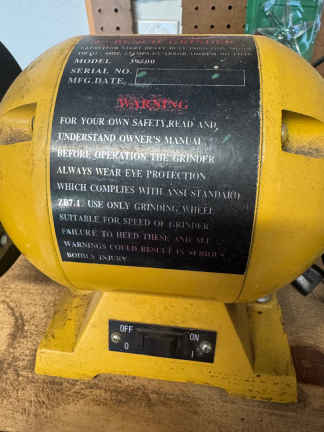 BENCH GRINDER
MODEL
SERIAL NO.
MFG.DATE.
WARNING
FOR YOUR OWN SAFETY,READ AND
UNDERSTAND OWNER'S MANUAL
BEFORE OPERATION THE GRINDER
ALWAYS WEAR EYE PROTECTION
WHICH COMPLIES WITH ANSI STANDARD
Z87.1. USE ONLY GRINDING WHEEL
SUITABLE FOR SPEED OF GRINDER
FAILURE TO HEED THESE AND ALL
WARNINGS COULD RESULT IN SERIOUS
BODILY INJURY.
OFF ON
O I